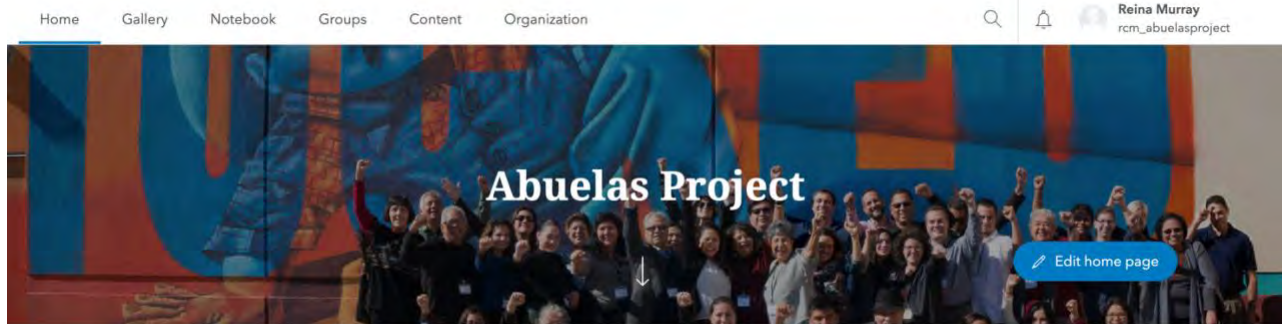 Home Gallery Notebook Groups Content Organization
Reina Murray
rcm_abuelasproject
Abuelas Project
Edit home page